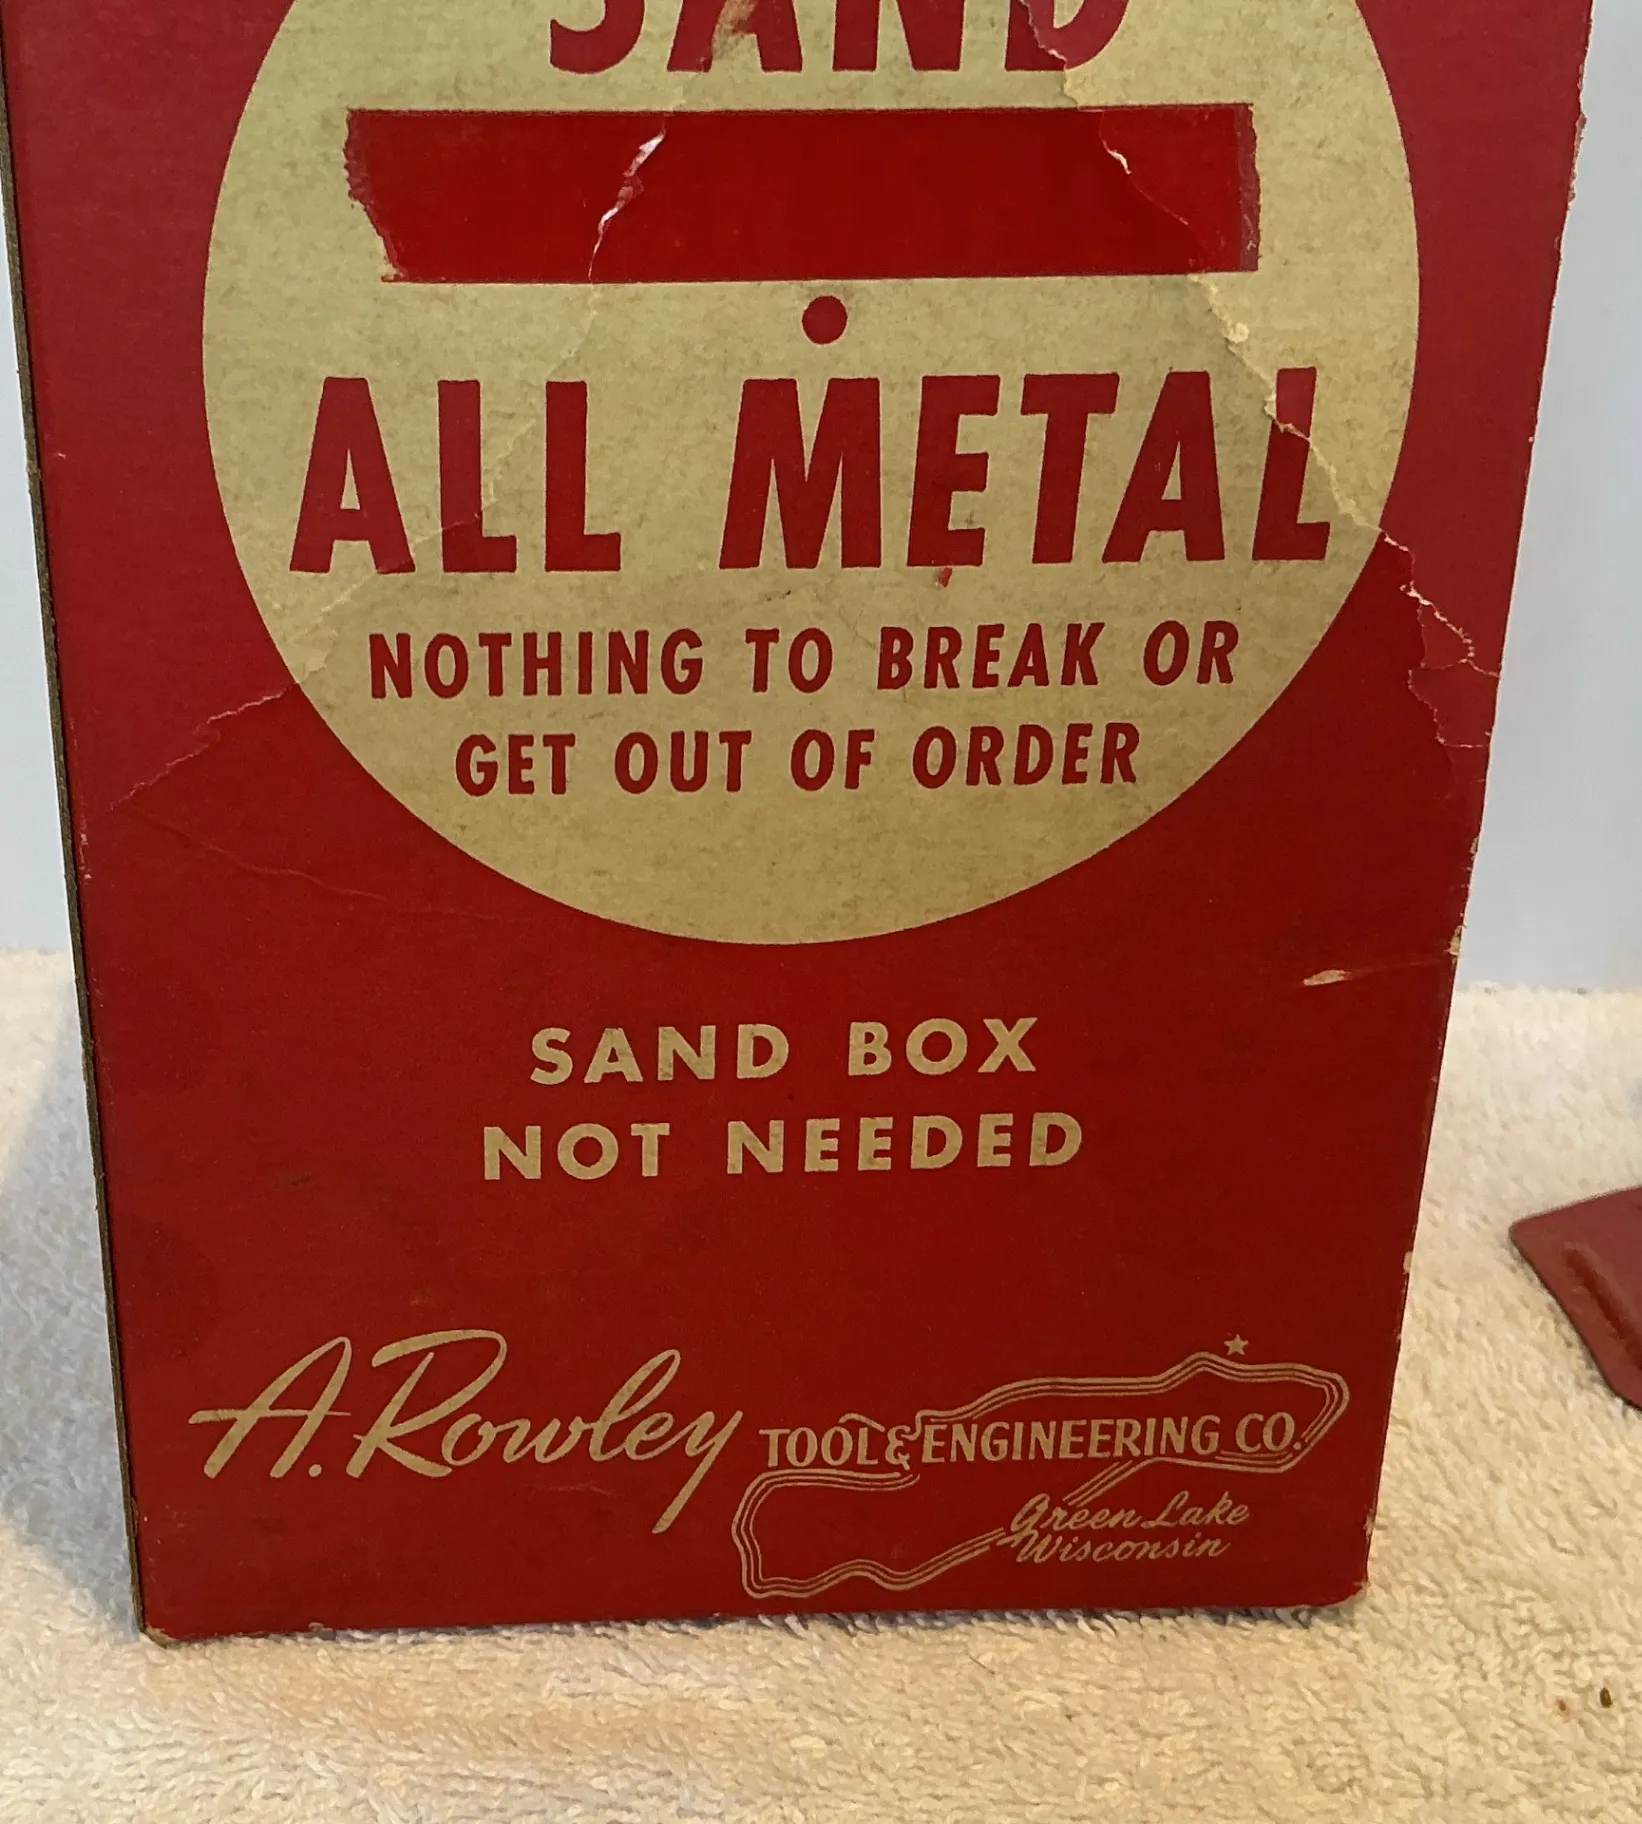 SAND
ALL METAL
NOTHING TO BREAK OR
GET OUT OF ORDER
SAND BOX
NOT NEEDED
A. Rowley TOOL & ENGINEERING CO.
Green Lake
Wisconsin